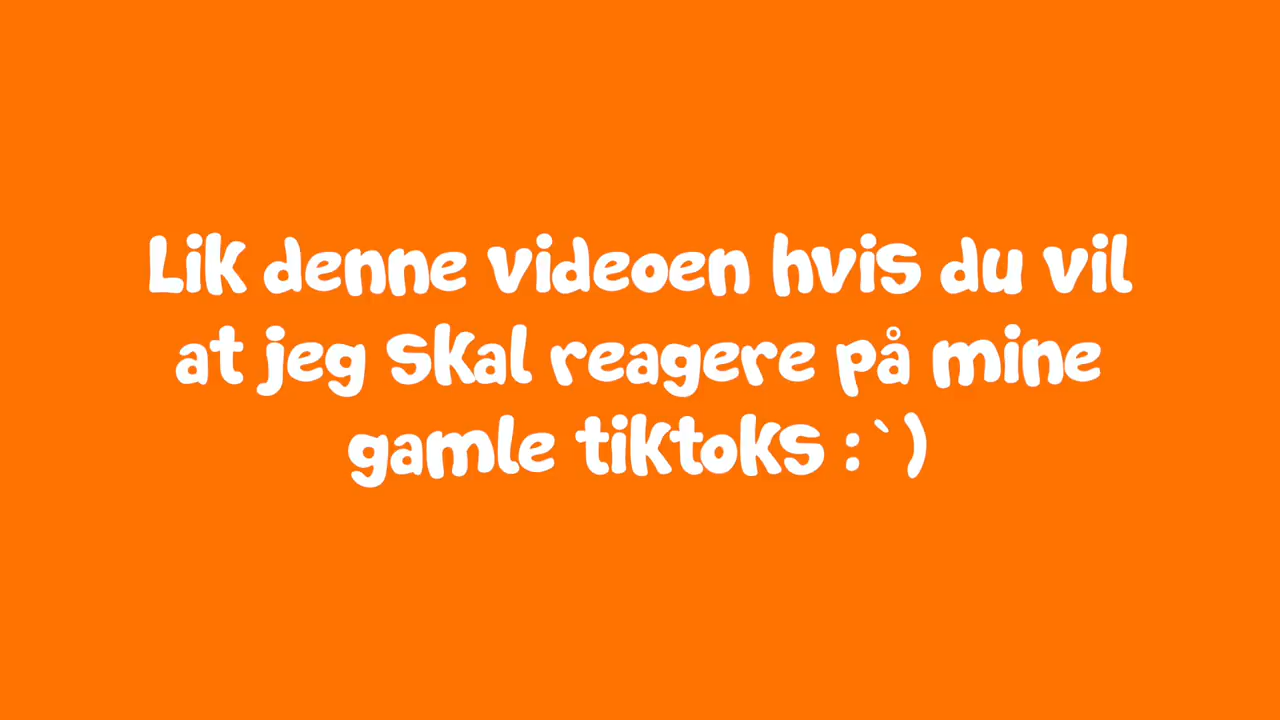 Lik denne videoen hvis du vil
at jeg skal reagere på mine
gamle tiktoks :`)